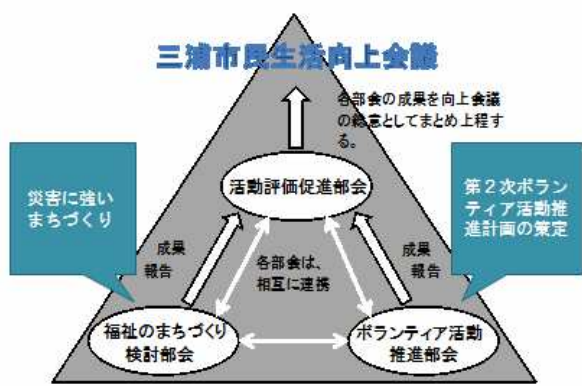 三浦市民生活向上会議
各部会の成果を向上会議
の総意としてまとめ上程す
る。
活動評価促進部会
災害に強い
まちづくり
第2次ボラン
ティア活動推
進計画の策定
成果
報告
各部会は、
相互に連携
成果
報告
福祉のまちづくり
検討部会
ボランティア活動
推進部会